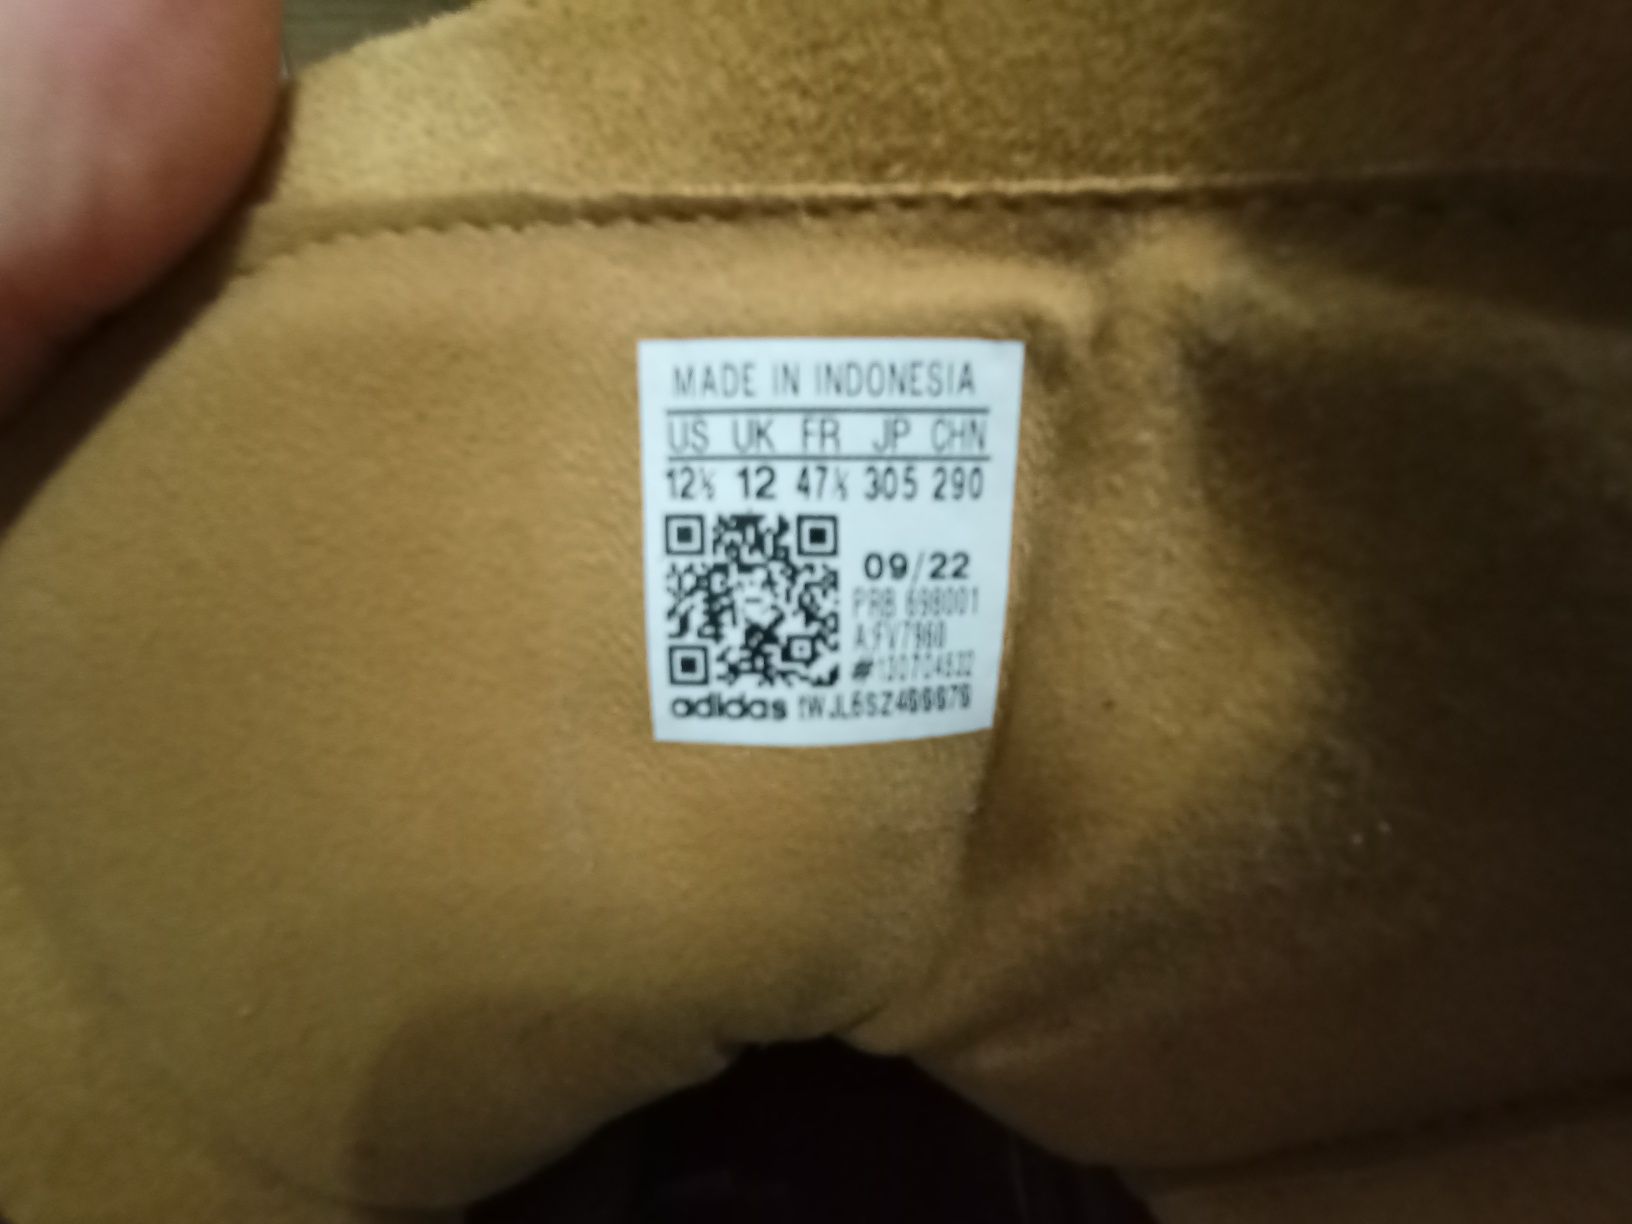 MADE IN INDONESIA
US UK FR JP CHN
12½ 12 47⅓ 305 290
09/22
PRB 698001
A:FV7960
#130704632
adidas